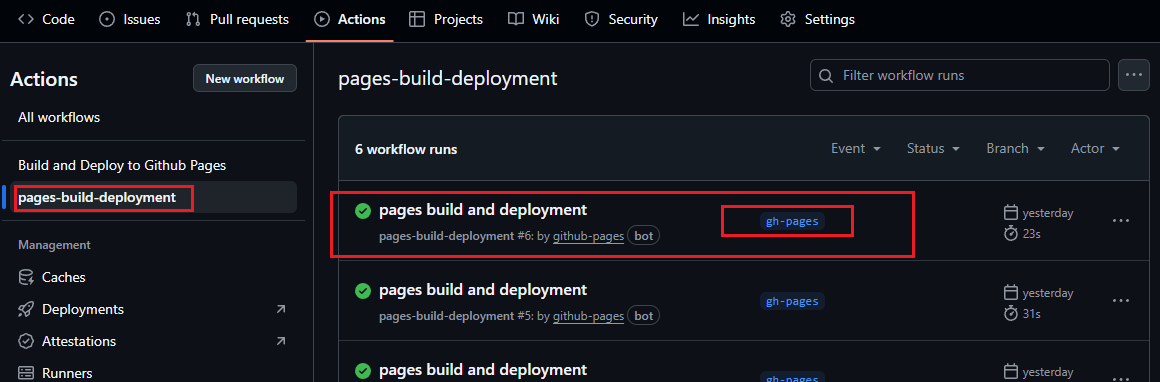 Code Issues Pull requests Actions Projects Wiki Security Insights Settings
Actions New workflow
All workflows
Build and Deploy to Github Pages
pages-build-deployment
Management
Caches
Deployments
Attestations
Runners
pages-build-deployment
Filter workflow runs
6 workflow runs Event Status Branch Actor
pages build and deployment
pages-build-deployment #6: by github-pages bot
gh-pages
yesterday
23s
pages build and deployment
pages-build-deployment #5: by github-pages bot
gh-pages
yesterday
31s
pages build and deployment
gh-pages
yesterday